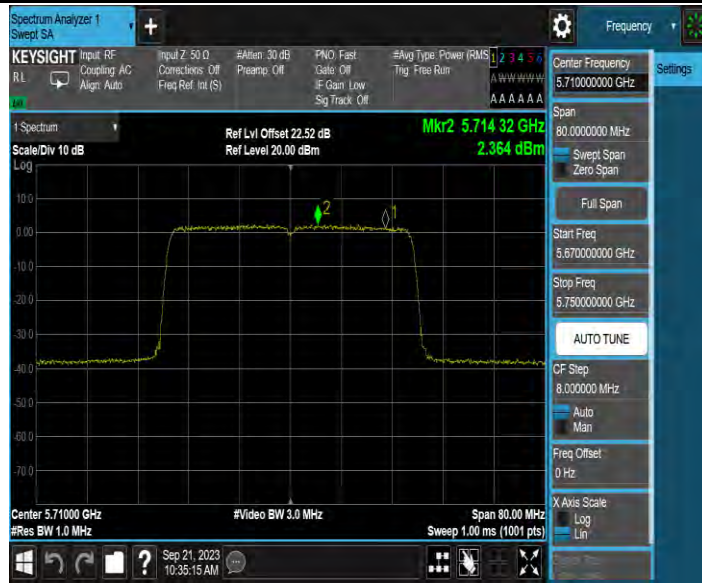 Spectrum Analyzer 1
Swept SA
+
Frequency
KEYSIGHT
RL
Input: RF
Coupling: AC
Align: Auto
Input Z: 50 Ω
Corrections: Off
Freq Ref: Int (S)
#Atten: 30 dB
Preamp: Off
PNO: Fast
Gate: Off
IF Gain: Low
Sig Track: Off
#Avg Type: Power (RMS
Trig: Free Run
1 2 3 4 5 6
A W W W W W
A A A A A A
1 Spectrum
Scale/Div 10 dB
Log
Ref Lvl Offset 22.52 dB
Ref Level 20.00 dBm
Mkr2 5.714 32 GHz
2.364 dBm
10.0
0.00
-10.0
-20.0
-30.0
-40.0
-50.0
-60.0
-70.0
2
1
Center 5.71000 GHz
#Res BW 1.0 MHz
#Video BW 3.0 MHz
Span 80.00 MHz
Sweep 1.00 ms (1001 pts)
Settings
Center Frequency
5.710000000 GHz
Span
80.0000000 MHz
Swept Span
Zero Span
Full Span
Start Freq
5.670000000 GHz
Stop Freq
5.750000000 GHz
AUTO TUNE
CF Step
8.000000 MHz
Auto
Man
Freq Offset
0 Hz
X Axis Scale
Log
Lin
?
Sep 21, 2023
10:35:15 AM